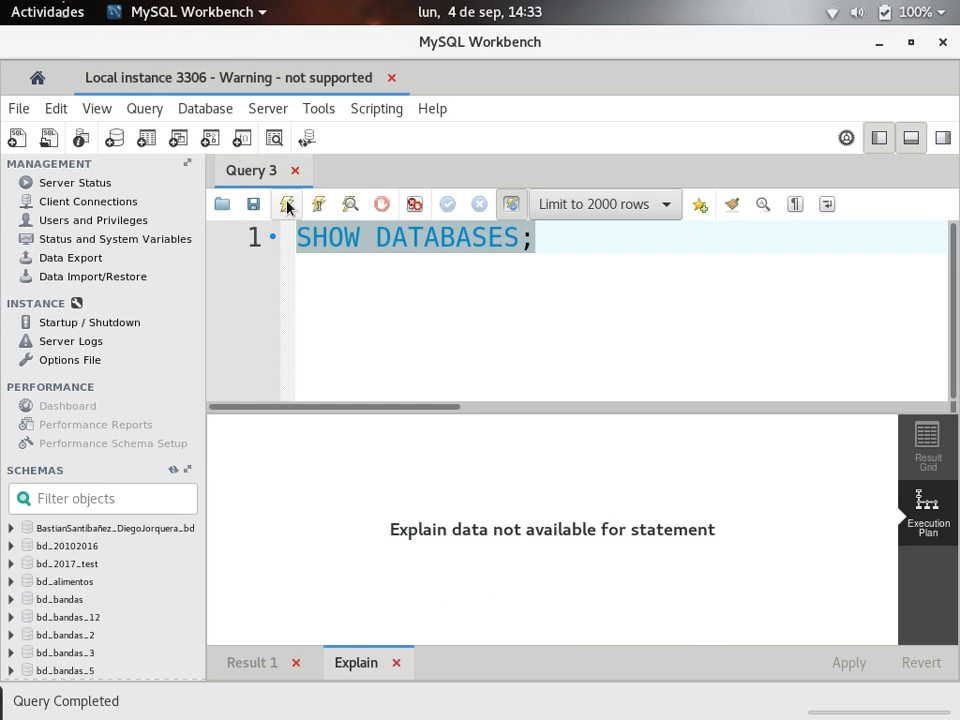 Actividades
MySQL Workbench
lun, 4 de sep, 14:33
100%
MySQL Workbench
Local instance 3306 - Warning - not supported
File Edit View Query Database Server Tools Scripting Help
MANAGEMENT
Server Status
Client Connections
Users and Privileges
Status and System Variables
Data Export
Data Import/Restore
INSTANCE
Startup / Shutdown
Server Logs
Options File
PERFORMANCE
Dashboard
Performance Reports
Performance Schema Setup
SCHEMAS
Filter objects
BastianSantibañez_DiegoJorquera_bd
bd_20102016
bd_2017_test
bd_alimentos
bd_bandas
bd_bandas_12
bd_bandas_2
bd_bandas_3
bd_bandas_5
Query 3
Limit to 2000 rows
1 SHOW DATABASES;
Explain data not available for statement
Result
Grid
Execution
Plan
Result 1
Explain
Apply
Revert
Query Completed